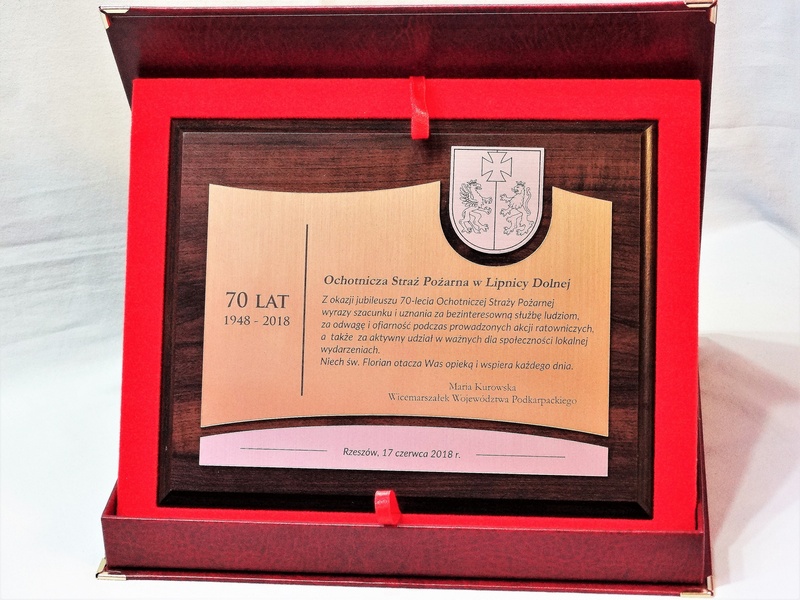 70 LAT
1948 - 2018
Ochotnicza Straż Pożarna w Lipnicy Dolnej
Z okazji jubileuszu 70-lecia Ochotniczej Straży Pożarnej
wyrazy szacunku i uznania za bezinteresowną służbę ludziom,
za odwagę i ofiarność podczas prowadzonych akcji ratowniczych,
a także za aktywny udział w ważnych dla społeczności lokalnej
wydarzeniach.
Niech św. Florian otacza Was opieką i wspiera każdego dnia.
Maria Kurowska
Wicemarszałek Województwa Podkarpackiego
Rzeszów, 17 czerwca 2018 r.